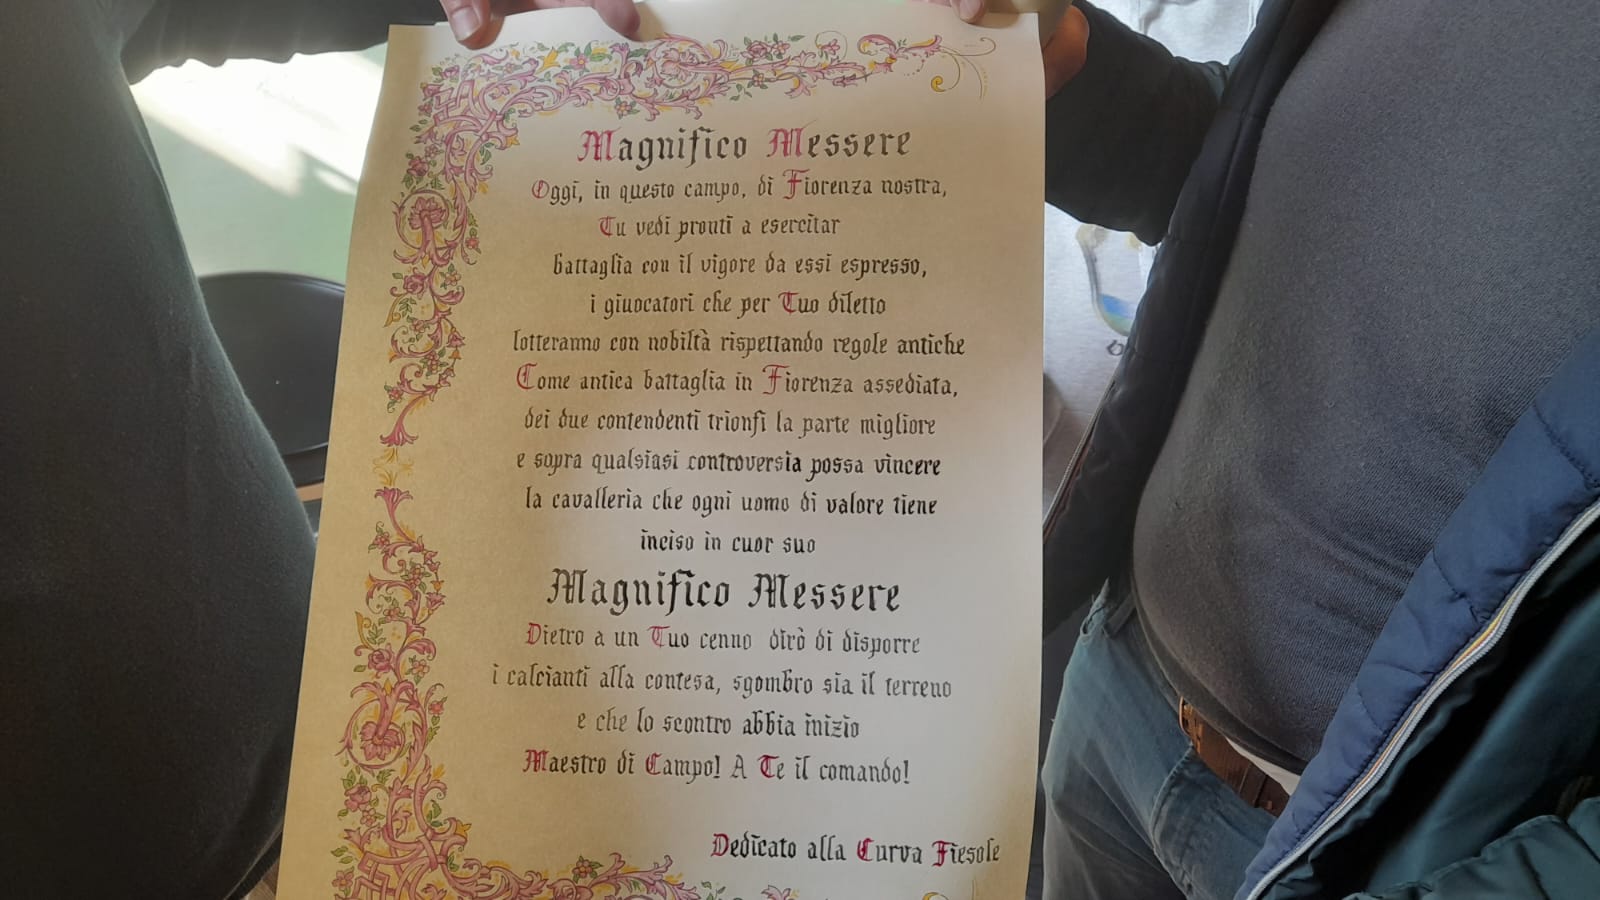 Magnifico Messere
Oggi, in questo campo, di Fiorenza nostra,
Tu vedi pronti a esercitar
battaglia con il vigore da essi espresso,
i giuocatori che per Tuo diletto
lotteranno con nobiltà rispettando regole antiche
Come antica battaglia in Fiorenza assediata,
dei due contendenti trionfi la parte migliore
e sopra qualsiasi controversia possa vincere
la cavalleria che ogni uomo di valore tiene
inciso in cuor suo
Magnifico Messere
Dietro a un Tuo cenno dirò di disporre
i calcianti alla contesa, sgombro sia il terreno
e che lo scontro abbia inizio
Maestro di Campo! A Te il comando!
Dedicato alla Curva Fiesole